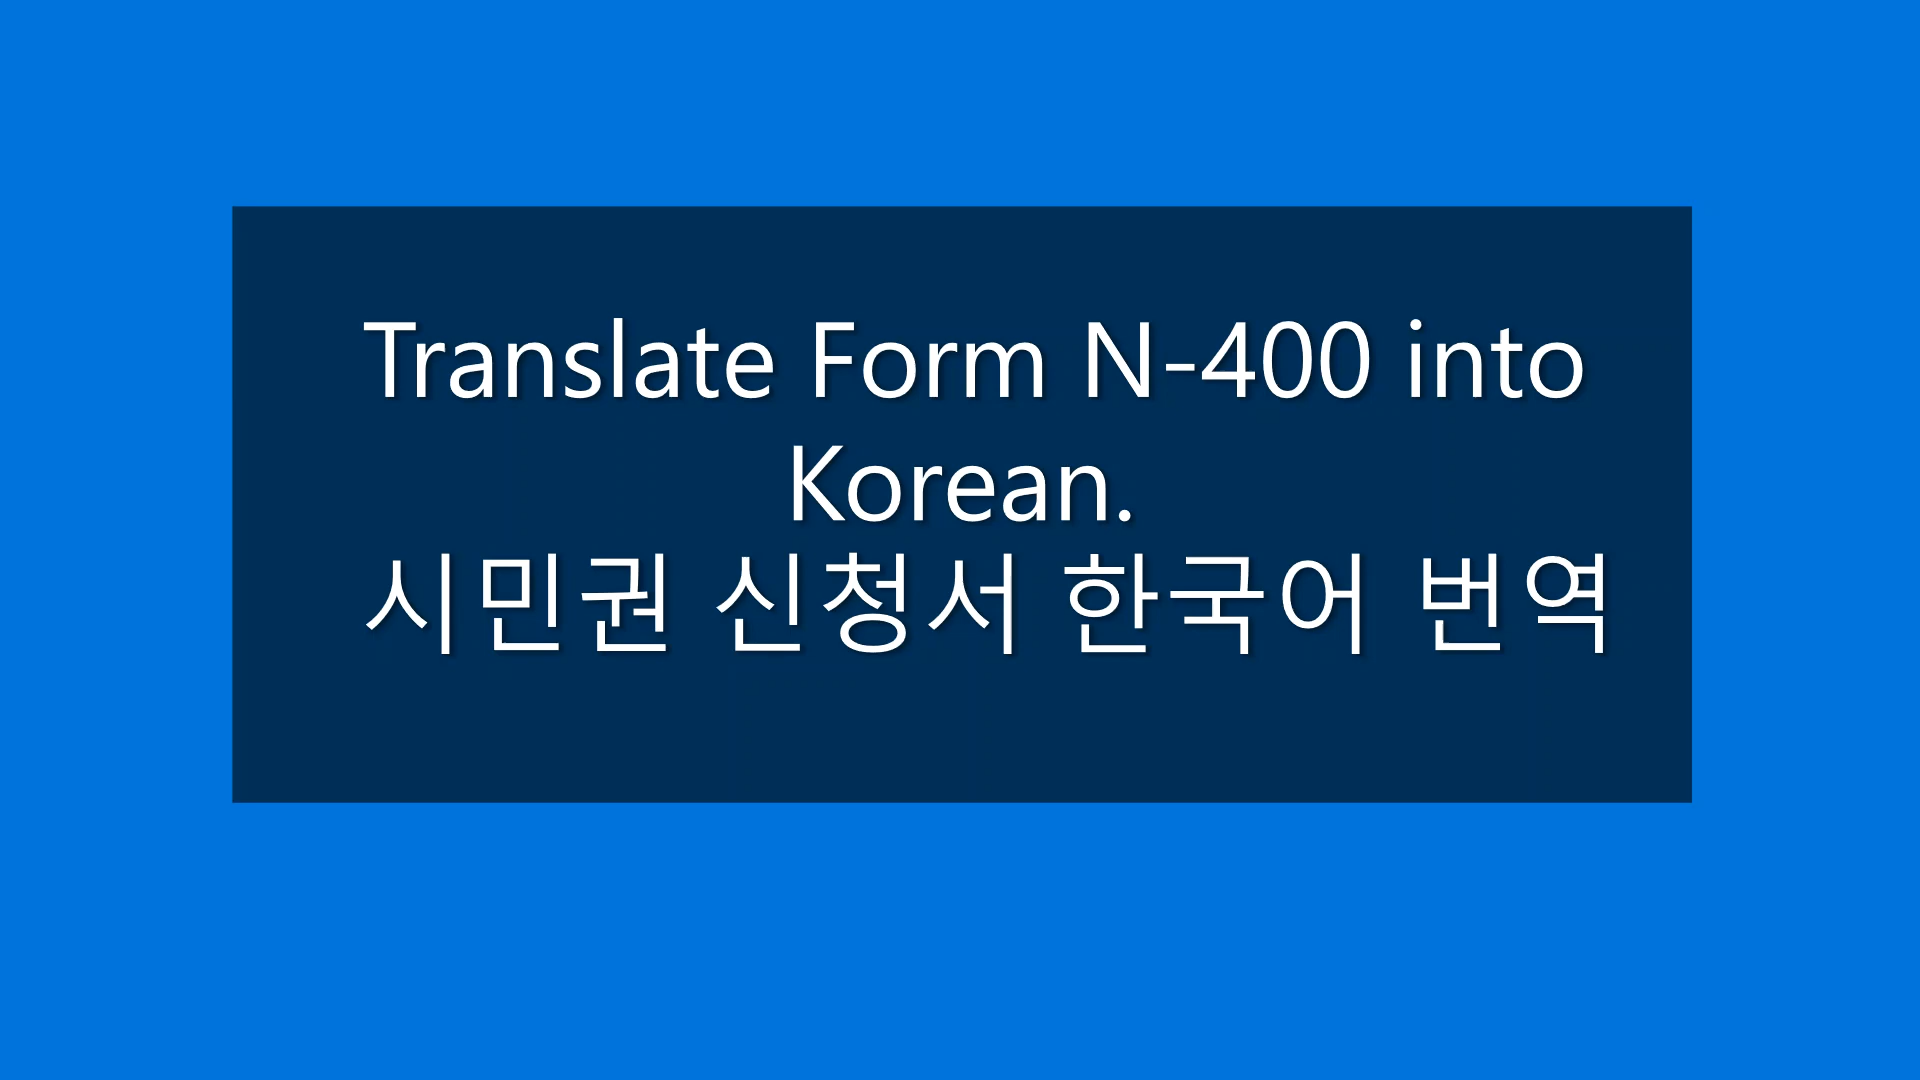 Translate Form N-400 into
Korean.
시민권 신청서 한국어 번역